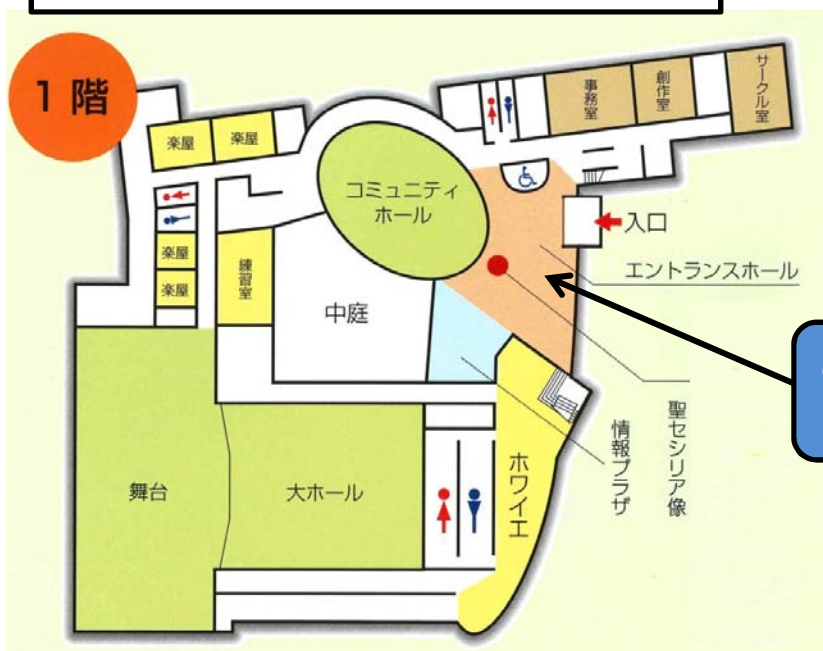 1階
楽屋
楽屋
事務室
創作室
サークル室
コミュニティ
ホール
入口
エントランスホール
楽屋
楽屋
練習室
中庭
聖セシリア像
情報プラザ
ホワイエ
舞台
大ホール